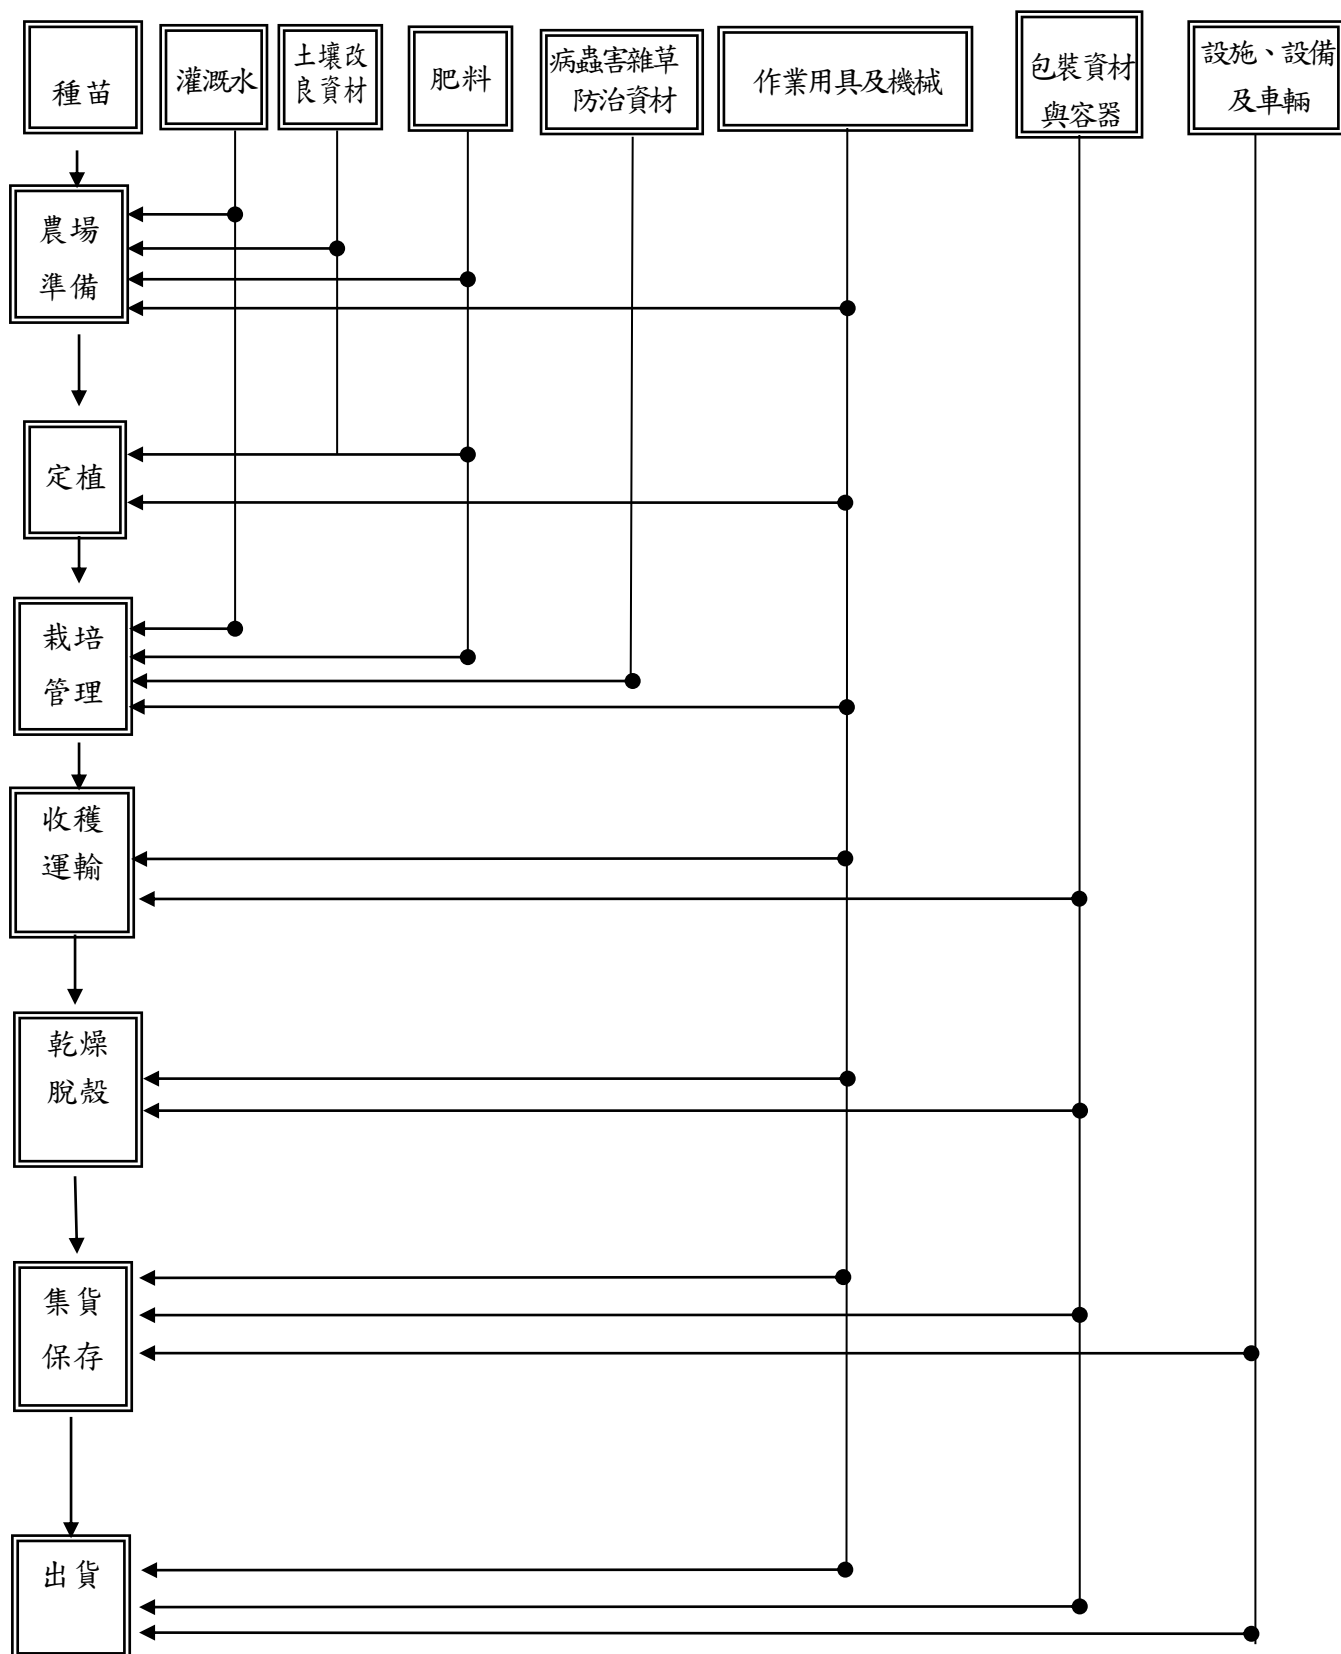 種苗
灌溉水
土壤改
良資材
肥料
病蟲害雜草
防治資材
作業用具及機械
包裝資材
與容器
設施、設備
及車輛
農場
準備
定植
栽培
管理
收穫
運輸
乾燥
脫殼
集貨
保存
出貨